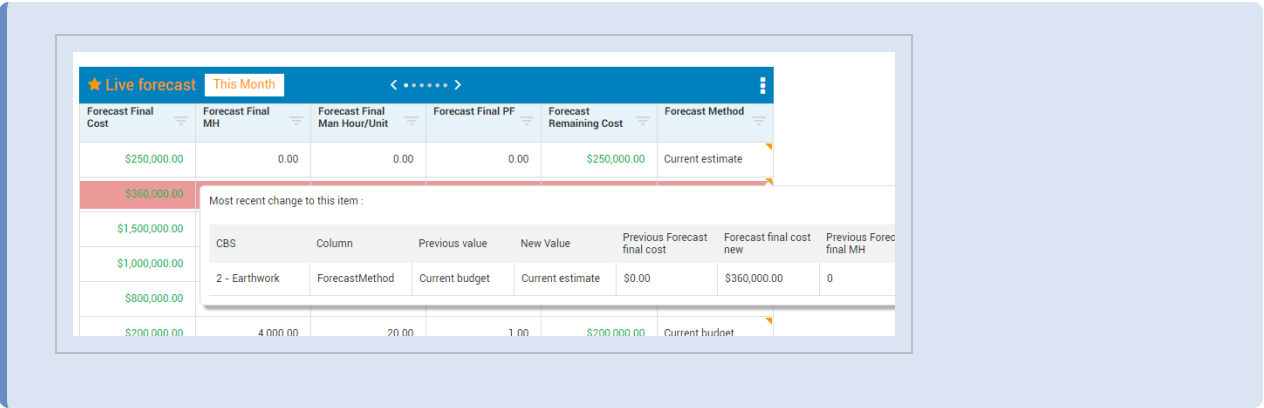 Live forecast This Month
Forecast Final Cost Forecast Final MH Forecast Final Man Hour/Unit Forecast Final PF Forecast Remaining Cost Forecast Method
$250,000.00 0.00 0.00 0.00 $250,000.00 Current estimate
$360,000.00
Most recent change to this item :
$1,500,000.00
CBS Column Previous value New Value Previous Forecast final cost Forecast final cost new Previous Forec final MH
$1,000,000.00
2 - Earthwork ForecastMethod Current budget Current estimate $0.00 $360,000.00 0
$800,000.00
$200,000.00 4,000.00 20.00 1.00 $200,000.00 Current budget